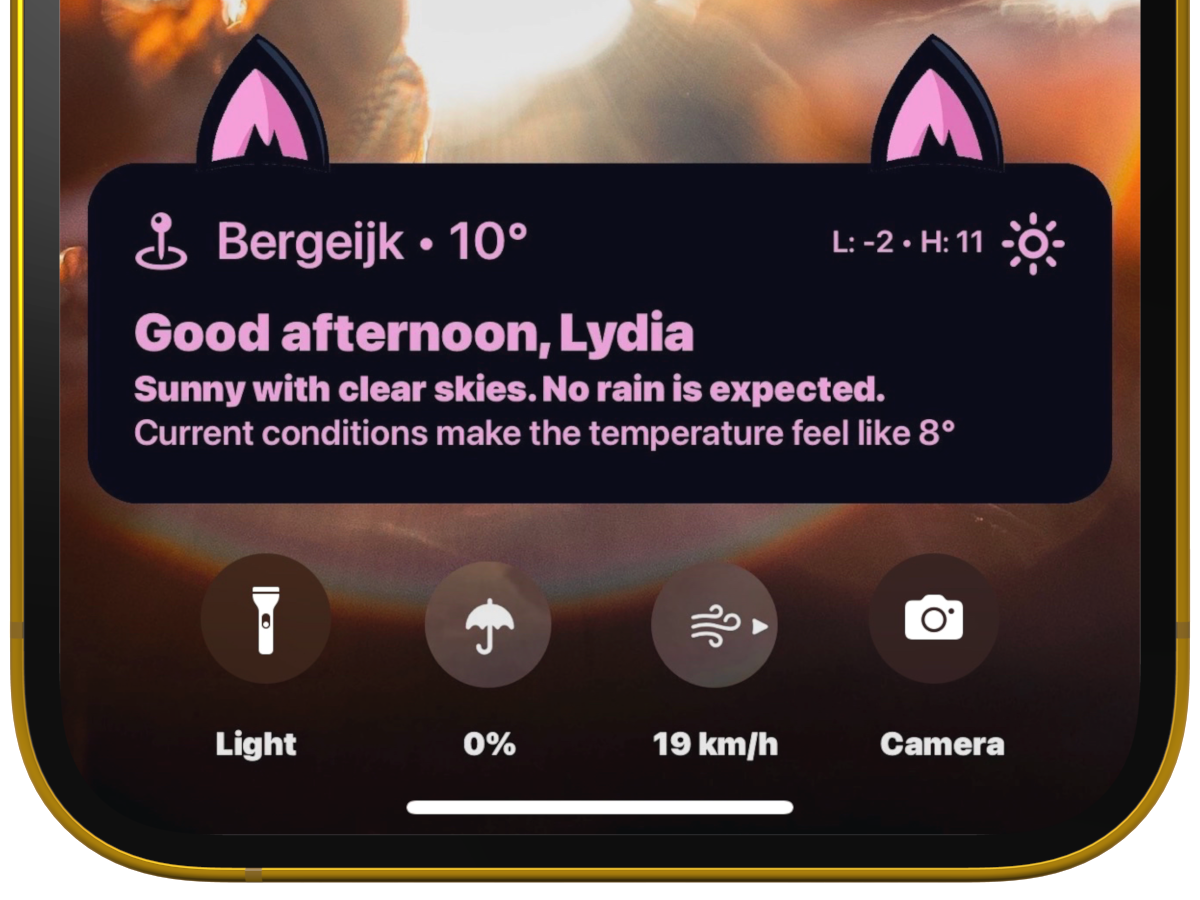 Bergeijk • 10°
L: -2 • H: 11
Good afternoon, Lydia
Sunny with clear skies. No rain is expected.
Current conditions make the temperature feel like 8°
Light
0%
19 km/h
Camera